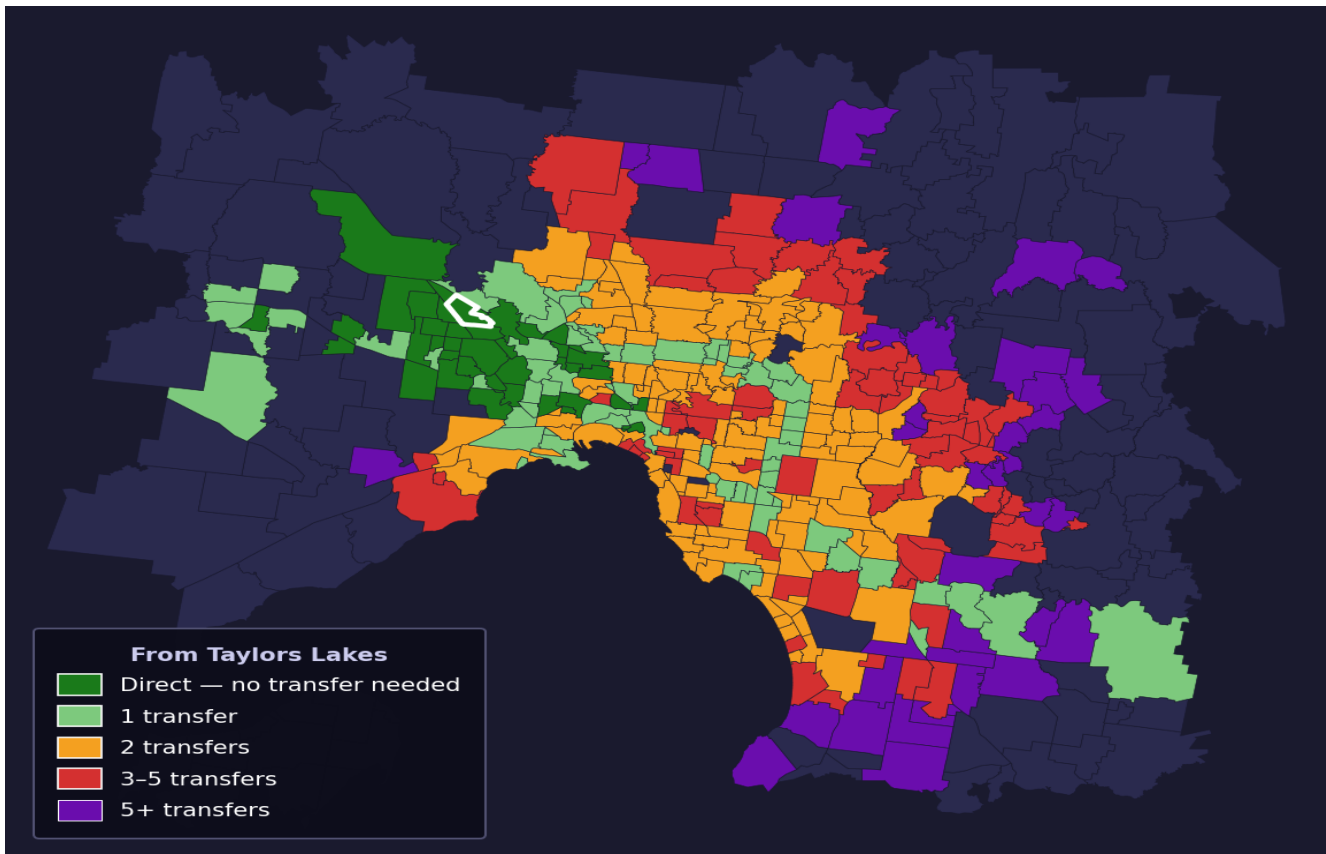 From Taylors Lakes
Direct — no transfer needed
1 transfer
2 transfers
3–5 transfers
5+ transfers